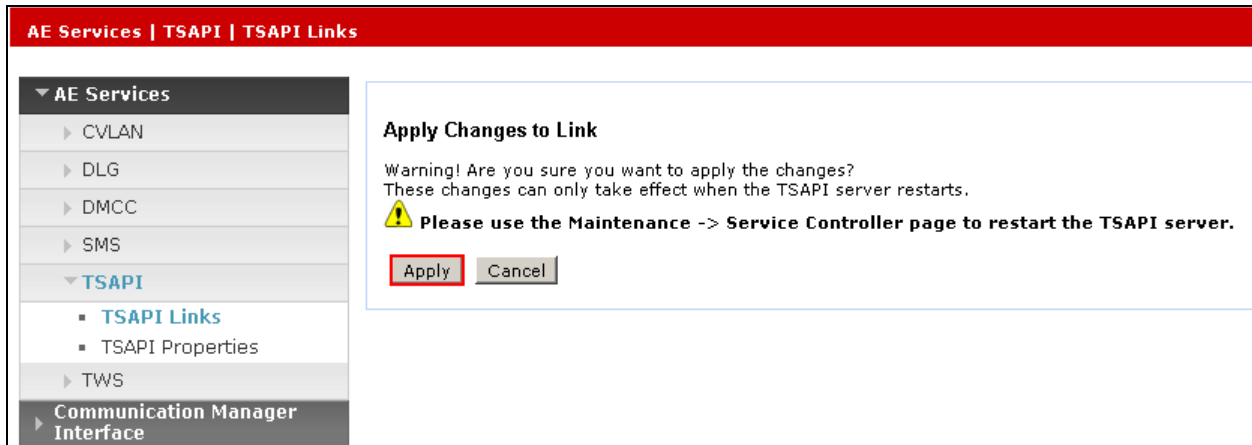 AE Services | TSAPI | TSAPI Links
AE Services
CVLAN
DLG
DMCC
SMS
TSAPI
TSAPI Links
TSAPI Properties
TWS
Communication Manager
Interface
Apply Changes to Link
Warning! Are you sure you want to apply the changes?
These changes can only take effect when the TSAPI server restarts.
Please use the Maintenance -> Service Controller page to restart the TSAPI server.
Apply Cancel